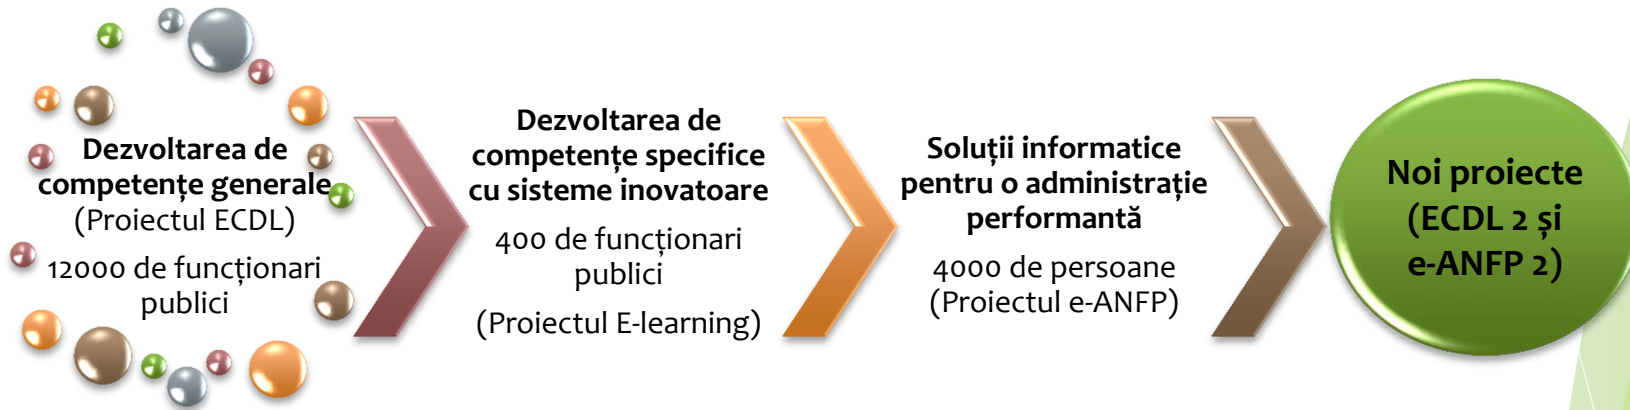 Dezvoltarea de
competențe generale
(Proiectul ECDL)
12000 de funcționari
publici
Dezvoltarea de
competențe specifice
cu sisteme inovatoare
400 de funcționari
publici
(Proiectul E-learning)
Soluții informatice
pentru o administrație
performantă
4000 de persoane
(Proiectul e-ANFP)
Noi proiecte
(ECDL 2 și
e-ANFP 2)